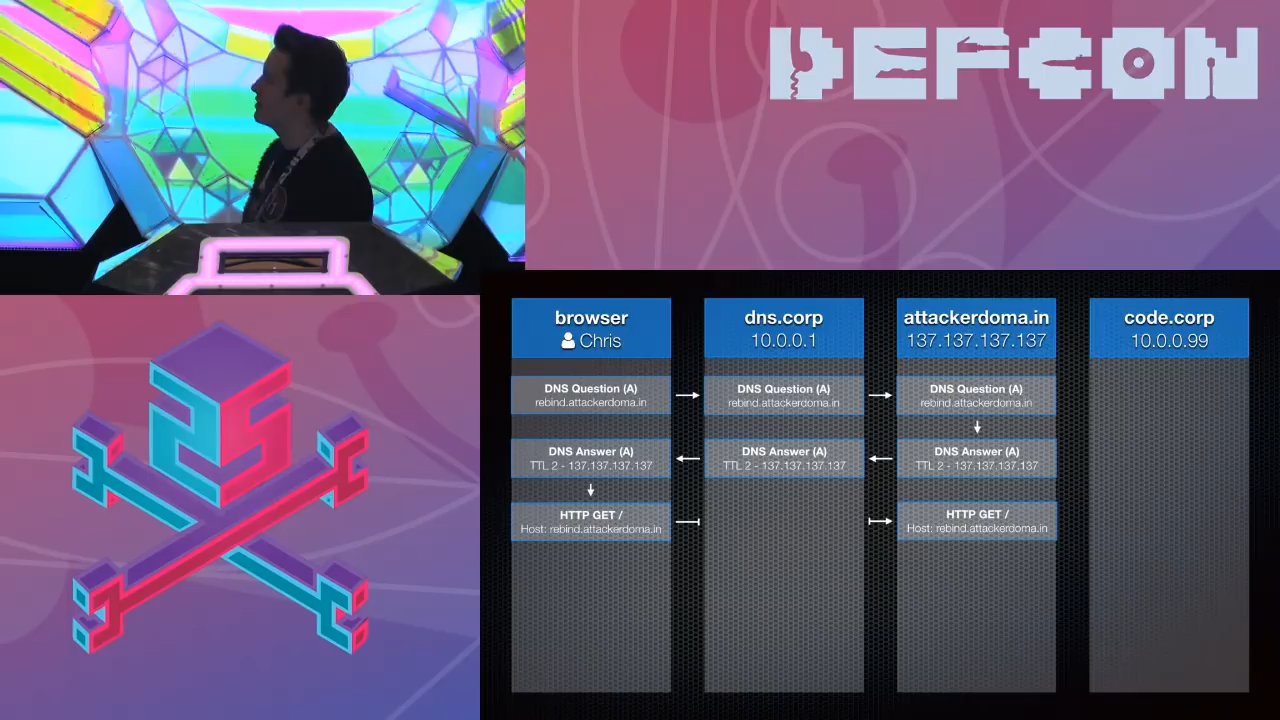 DEFCON
browser
Chris
dns.corp
10.0.0.1
attackerdoma.in
137.137.137.137
code.corp
10.0.0.99
DNS Question (A)
rebind.attackerdoma.in
DNS Question (A)
rebind.attackerdoma.in
DNS Question (A)
rebind.attackerdoma.in
DNS Answer (A)
TTL 2 - 137.137.137.137
DNS Answer (A)
TTL 2 - 137.137.137.137
DNS Answer (A)
TTL 2 - 137.137.137.137
HTTP GET /
Host: rebind.attackerdoma.in
HTTP GET /
Host: rebind.attackerdoma.in